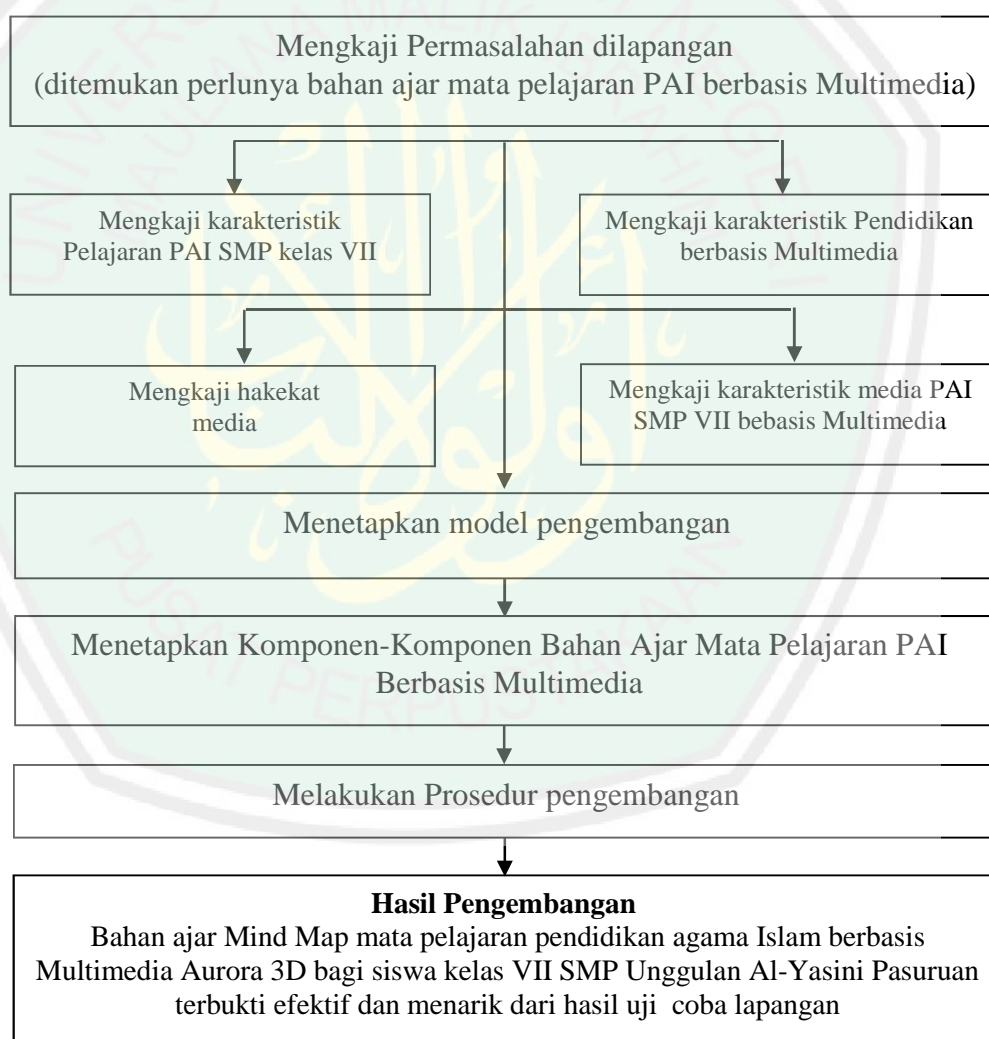 Mengkaji Permasalahan dilapangan
(ditemukan perlunya bahan ajar mata pelajaran PAI berbasis Multimedia)
Mengkaji karakteristik
Pelajaran PAI SMP kelas VII
Mengkaji karakteristik Pendidikan
berbasis Multimedia
Mengkaji hakekat
media
Mengkaji karakteristik media PAI
SMP VII bebasis Multimedia
Menetapkan model pengembangan
Menetapkan Komponen-Komponen Bahan Ajar Mata Pelajaran PAI
Berbasis Multimedia
Melakukan Prosedur pengembangan
Hasil Pengembangan
Bahan ajar Mind Map mata pelajaran pendidikan agama Islam berbasis
Multimedia Aurora 3D bagi siswa kelas VII SMP Unggulan Al-Yasini Pasuruan
terbukti efektif dan menarik dari hasil uji coba lapangan
PUSAT PERPUSTAKAAN